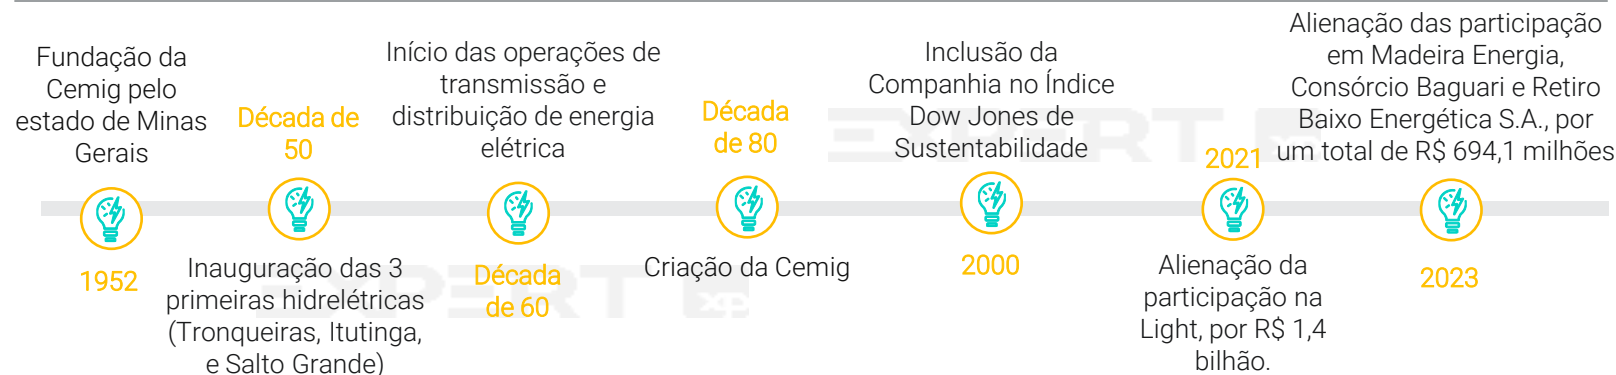 Fundação da
Cemig pelo
estado de Minas
Gerais
1952
Década de
50
Inauguração das 3
primeiras hidrelétricas
(Tronqueiras, Itutinga,
e Salto Grande)
Início das operações de
transmissão e
distribuição de energia
elétrica
Década
de 60
Década
de 80
Criação da Cemig
Inclusão da
Companhia no Índice
Dow Jones de
Sustentabilidade
2000
2021
Alienação da
participação na
Light, por R$ 1,4
bilhão.
Alienação das participação
em Madeira Energia,
Consórcio Baguari e Retiro
Baixo Energética S.A., por
um total de R$ 694,1 milhões
2023
EXPERT xp
EXPERT xp